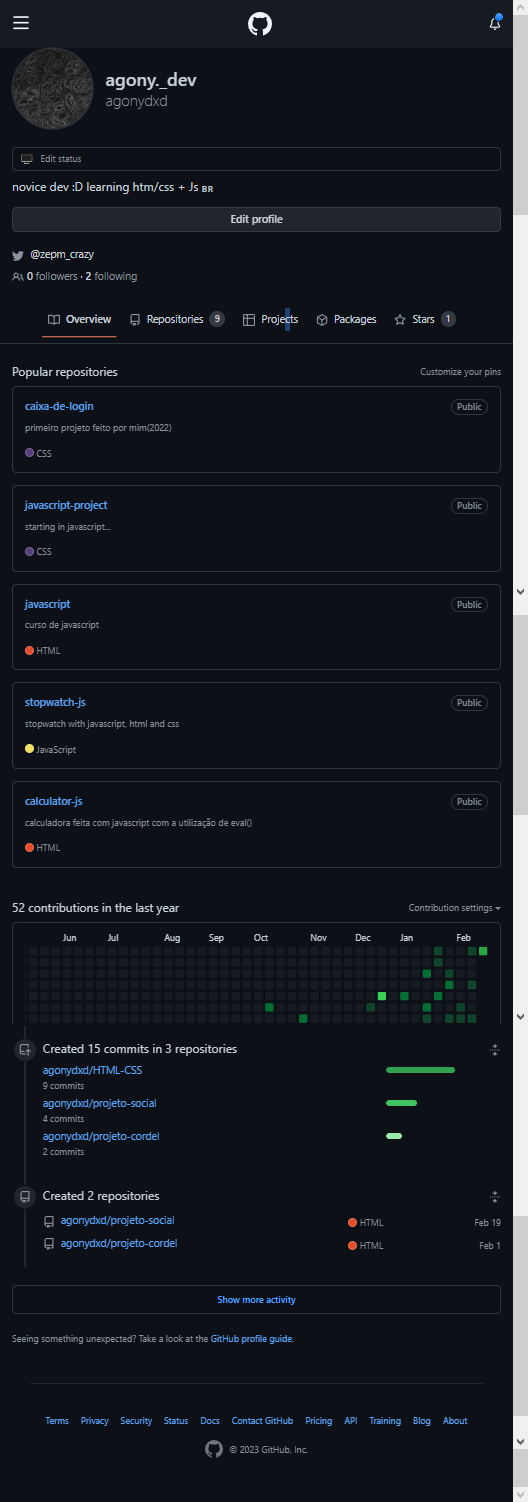 agony._dev
agonydxd
Edit status
novice dev :D learning htm/css + Js BR
Edit profile
@zepm_crazy
0 followers · 2 following
Overview Repositories 9 Projects Packages Stars 1
Popular repositories Customize your pins
caixa-de-login Public
primeiro projeto feito por mim(2022)
CSS
javascript-project Public
starting in javascript...
CSS
javascript Public
curso de javascript
HTML
stopwatch-js Public
stopwatch with javascript, html and css
JavaScript
calculator-js Public
calculadora feita com javascript com a utilização de eval()
HTML
52 contributions in the last year Contribution settings
Jun Jul Aug Sep Oct Nov Dec Jan Feb
Created 15 commits in 3 repositories
agonydxd/HTML-CSS
9 commits
agonydxd/projeto-social
4 commits
agonydxd/projeto-cordel
2 commits
Created 2 repositories
agonydxd/projeto-social HTML Feb 19
agonydxd/projeto-cordel HTML Feb 1
Show more activity
Seeing something unexpected? Take a look at the GitHub profile guide.
Terms Privacy Security Status Docs Contact GitHub Pricing API Training Blog About
© 2023 GitHub, Inc.